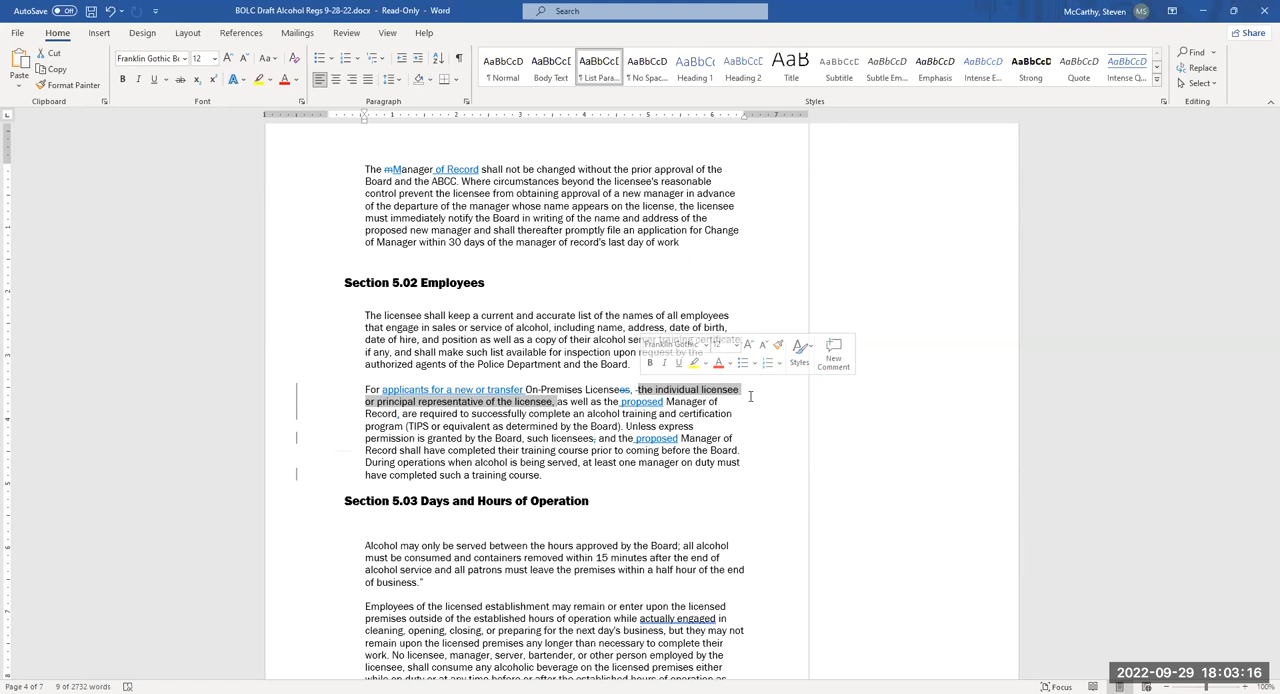 AutoSave Off BOLC Draft Alcohol Regs 9-28-22.docx - Read-Only - Word Search McCarthy, Steven MS
File Home Insert Design Layout References Mailings Review View Help Share
Paste Cut Copy Format Painter
Franklin Gothic Bo 12
AaBbCcD AaBbCcD AaBbCcD AaBbCcD AaBbC AaBbCcD AaB AaBbCcD AaBbCcD AaBbCcD AaBbCcD AaBbCcD AaBbCcD AaBbCcD
¶ Normal Body Text ¶ List Para... ¶ No Spac... Heading 1 Heading 2 Title Subtitle Subtle Em... Emphasis Intense E... Strong Quote Intense Q...
Find Replace Select
Clipboard Font Paragraph Styles Editing
The mManager of Record shall not be changed without the prior approval of the
Board and the ABCC. Where circumstances beyond the licensee's reasonable
control prevent the licensee from obtaining approval of a new manager in advance
of the departure of the manager whose name appears on the license, the licensee
must immediately notify the Board in writing of the name and address of the
proposed new manager and shall thereafter promptly file an application for Change
of Manager within 30 days of the manager of record's last day of work
Section 5.02 Employees
The licensee shall keep a current and accurate list of the names of all employees
that engage in sales or service of alcohol, including name, address, date of birth,
date of hire, and position as well as a copy of their alcohol server training certificate
if any, and shall make such list available for inspection upon request by the
authorized agents of the Police Department and the Board.
Franklin Gothic 12
Styles New Comment
For applicants for a new or transfer On-Premises Licensees, the individual licensee
or principal representative of the licensee, as well as the proposed Manager of
Record, are required to successfully complete an alcohol training and certification
program (TIPS or equivalent as determined by the Board). Unless express
permission is granted by the Board, such licensees, and the proposed Manager of
Record shall have completed their training course prior to coming before the Board.
During operations when alcohol is being served, at least one manager on duty must
have completed such a training course.
Section 5.03 Days and Hours of Operation
Alcohol may only be served between the hours approved by the Board; all alcohol
must be consumed and containers removed within 15 minutes after the end of
alcohol service and all patrons must leave the premises within a half hour of the end
of business.”
Employees of the licensed establishment may remain or enter upon the licensed
premises outside of the established hours of operation while actually engaged in
cleaning, opening, closing, or preparing for the next day's business, but they may not
remain upon the licensed premises any longer than necessary to complete their
work. No licensee, manager, server, bartender, or other person employed by the
licensee, shall consume any alcoholic beverage on the licensed premises either
while on duty or at any time before or after the established hours of operation as
Page 4 of 7 9 of 2732 words Focus 100%
2022-09-29 18:03:16